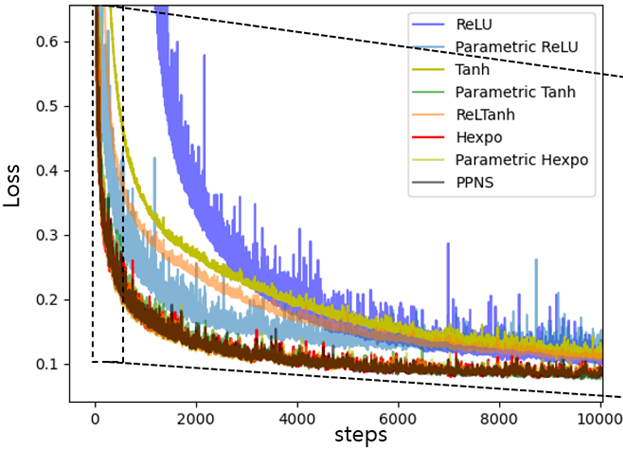 0.6
0.5
0.4
0.3
0.2
0.1
Loss
ReLU
Parametric ReLU
Tanh
Parametric Tanh
ReLTanh
Hexpo
Parametric Hexpo
PPNS
0 2000 4000 6000 8000 10000
steps